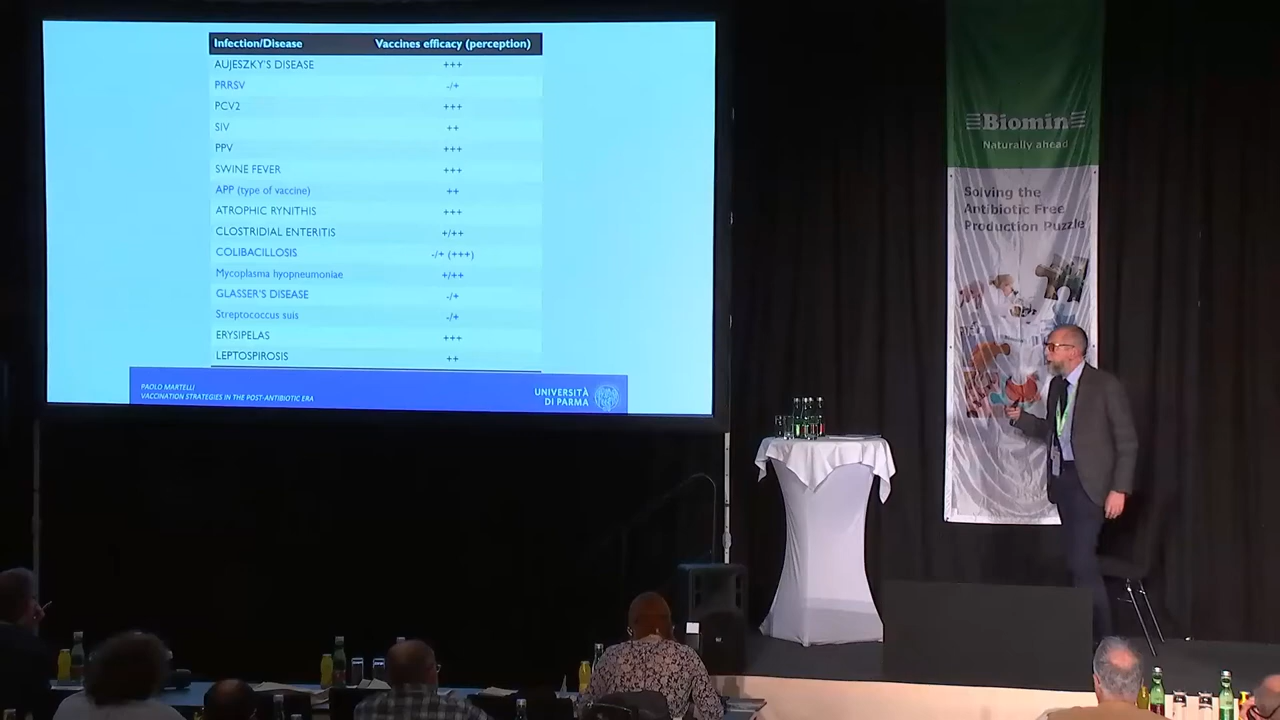 Infection/Disease Vaccines efficacy (perception)
AUJESZKY'S DISEASE +++
PRRSV -/+
PCV2 +++
SIV ++
PPV +++
SWINE FEVER +++
APP (type of vaccine) ++
ATROPHIC RYNITHIS +++
CLOSTRIDIAL ENTERITIS +/++
COLIBACILLOSIS -/+ (+++)
Mycoplasma hyopneumoniae +/++
GLASSER'S DISEASE -/+
Streptococcus suis -/+
ERYSIPELAS +++
LEPTOSPIROSIS ++
PAOLO MARTELLI
VACCINATION STRATEGIES IN THE POST-ANTIBIOTIC ERA
UNIVERSITÀ
DI PARMA
Biomin
Naturally ahead
Solving the
Antibiotic Free
Production Puzzle